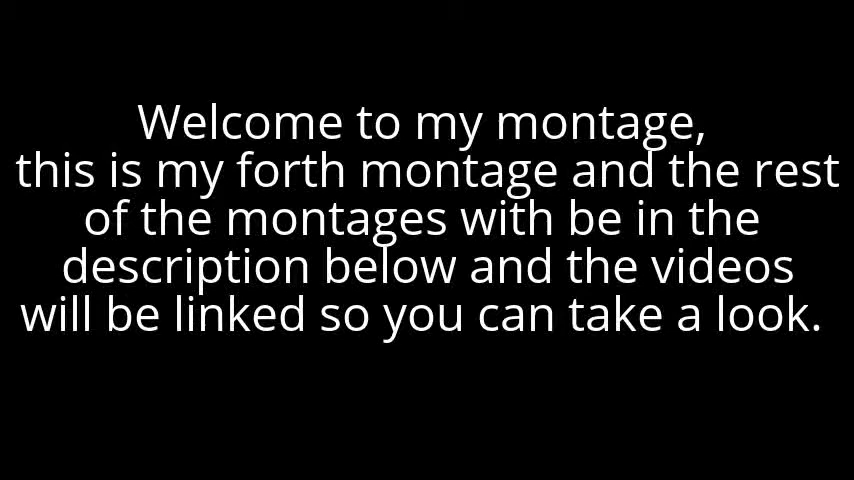 Welcome to my montage,
this is my forth montage and the rest
of the montages with be in the
description below and the videos
will be linked so you can take a look.